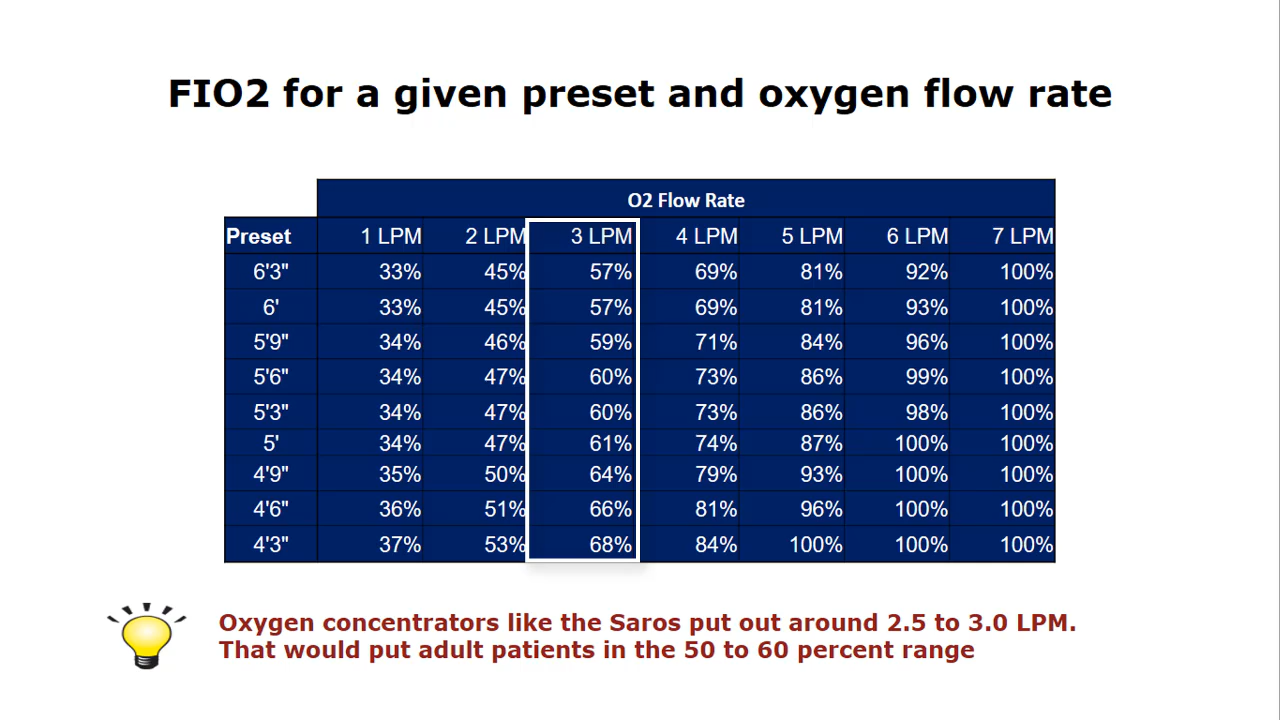 FIO2 for a given preset and oxygen flow rate
O2 Flow Rate
Preset 1 LPM 2 LPM 3 LPM 4 LPM 5 LPM 6 LPM 7 LPM
6'3" 33% 45% 57% 69% 81% 92% 100%
6' 33% 45% 57% 69% 81% 93% 100%
5'9" 34% 46% 59% 71% 84% 96% 100%
5'6" 34% 47% 60% 73% 86% 99% 100%
5'3" 34% 47% 60% 73% 86% 98% 100%
5' 34% 47% 61% 74% 87% 100% 100%
4'9" 35% 50% 64% 79% 93% 100% 100%
4'6" 36% 51% 66% 81% 96% 100% 100%
4'3" 37% 53% 68% 84% 100% 100% 100%
Oxygen concentrators like the Saros put out around 2.5 to 3.0 LPM.
That would put adult patients in the 50 to 60 percent range